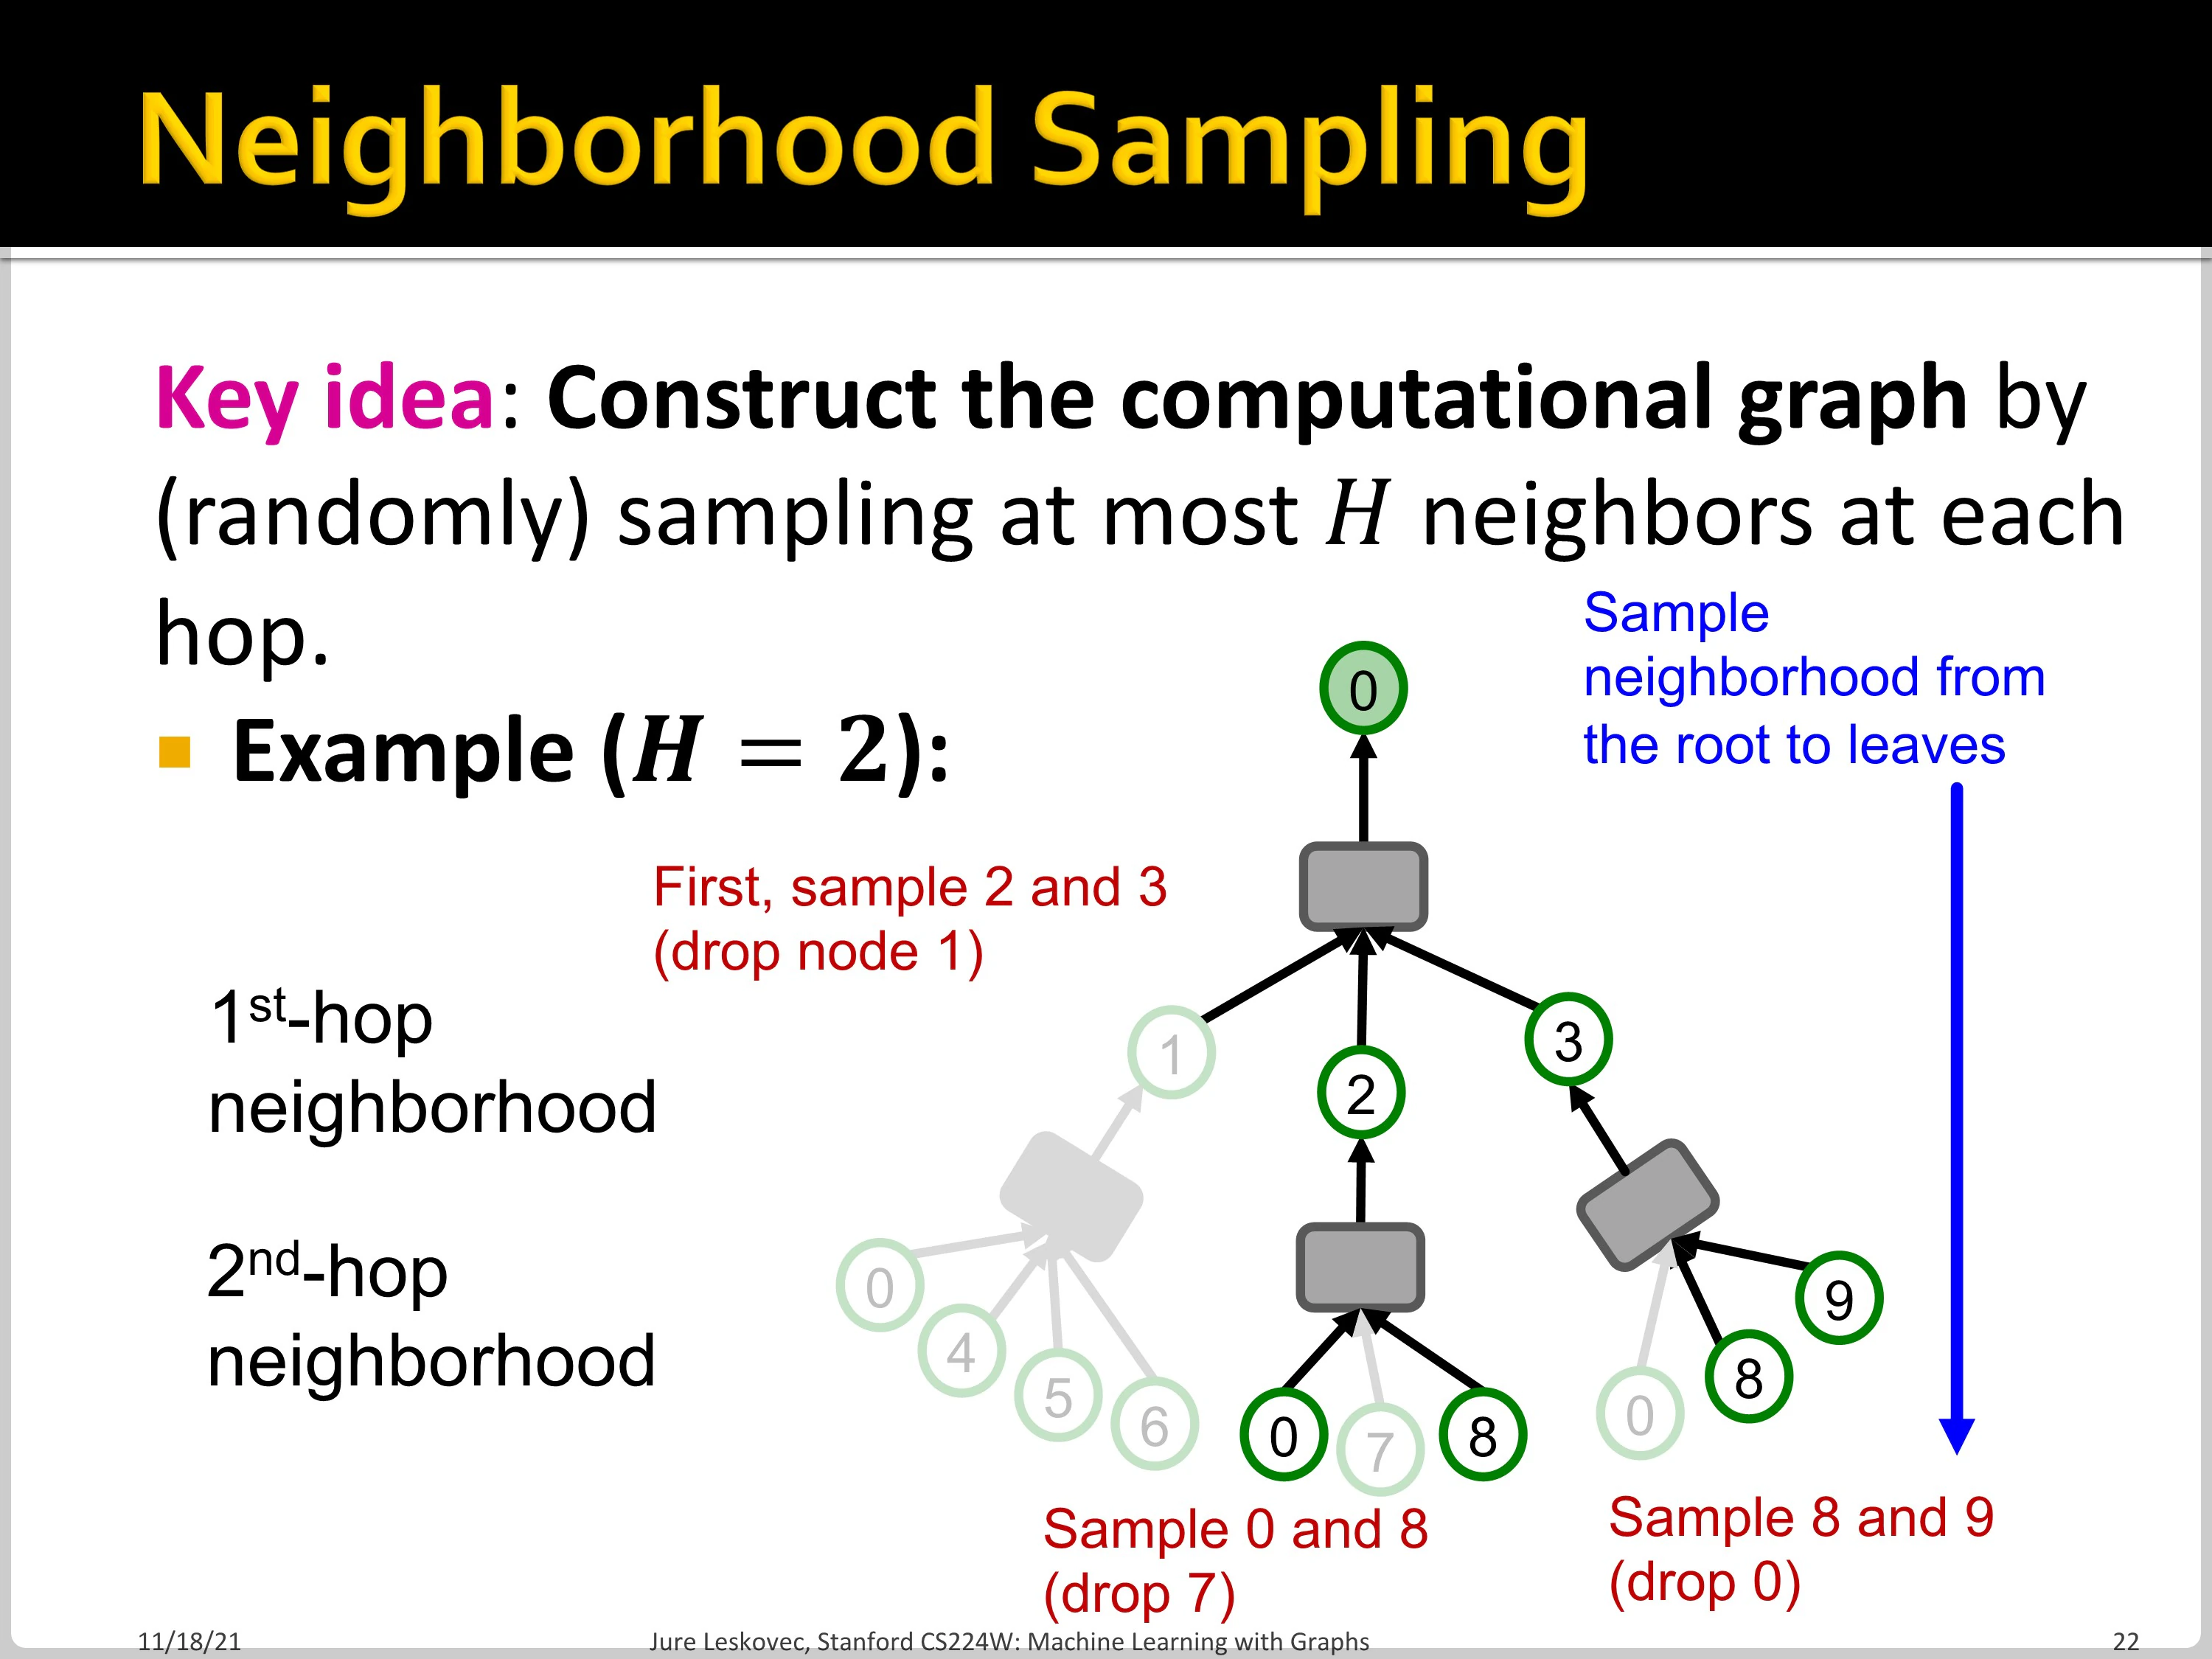 Neighborhood Sampling
Key idea: Construct the computational graph by
(randomly) sampling at most H neighbors at each
hop.
Sample
neighborhood from
the root to leaves
Example (H = 2):
0
First, sample 2 and 3
(drop node 1)
1st-hop
neighborhood
1
2
3
2nd-hop
neighborhood
0
4
5
6
0
7
8
0
8
9
Sample 0 and 8
(drop 7)
Sample 8 and 9
(drop 0)
11/18/21
Jure Leskovec, Stanford CS224W: Machine Learning with Graphs
22